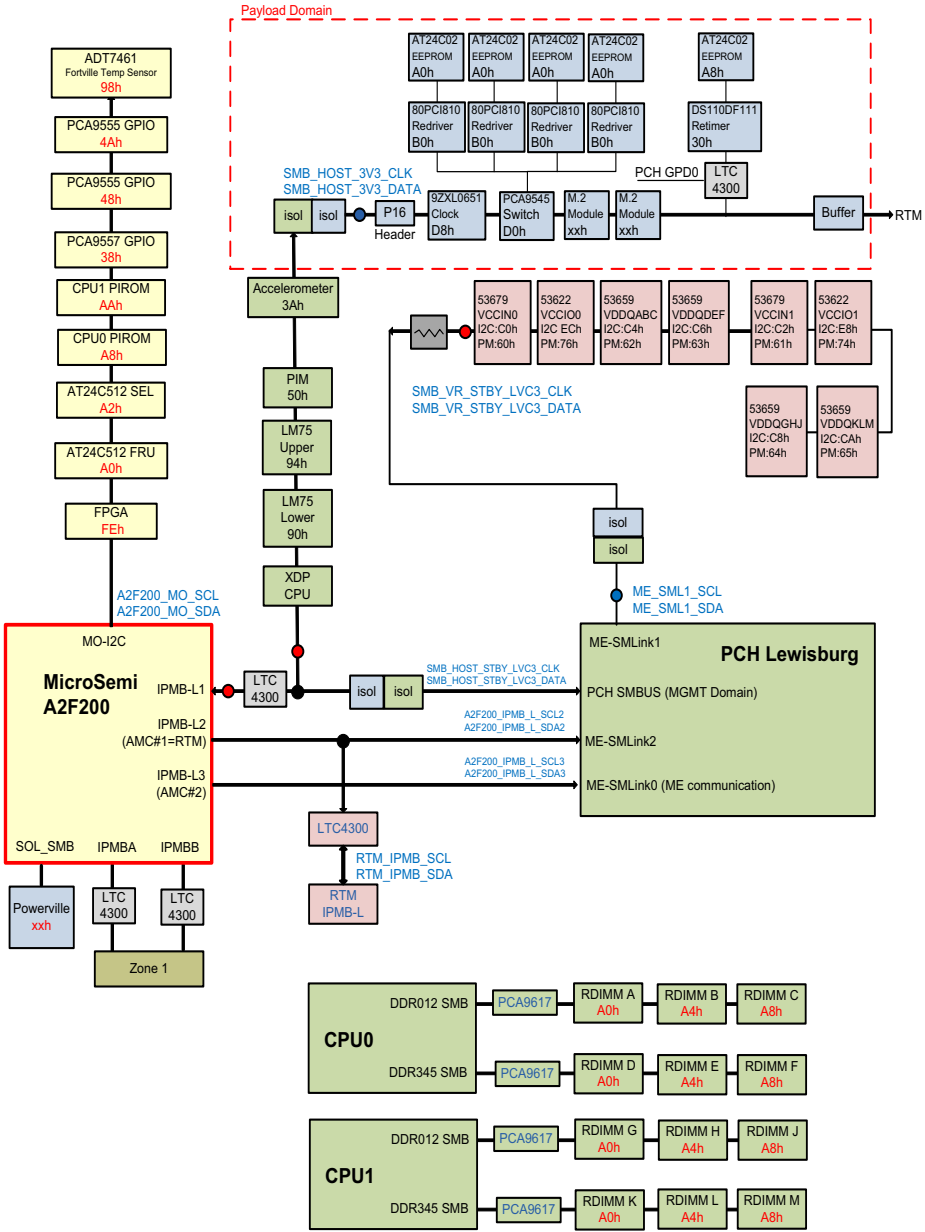 Payload Domain
ADT7461
Fortville Temp Sensor
98h
PCA9555 GPIO
4Ah
PCA9555 GPIO
48h
PCA9557 GPIO
38h
CPU1 PIROM
AAh
CPU0 PIROM
A8h
AT24C512 SEL
A2h
AT24C512 FRU
A0h
FPGA
FEh
A2F200_MO_SCL
A2F200_MO_SDA
AT24C02
EEPROM
A0h
AT24C02
EEPROM
A0h
AT24C02
EEPROM
A0h
AT24C02
EEPROM
A0h
AT24C02
EEPROM
A8h
80PCI810
Redriver
B0h
80PCI810
Redriver
B0h
80PCI810
Redriver
B0h
80PCI810
Redriver
B0h
DS110DF111
Retimer
30h
PCH GPD0
LTC
4300
SMB_HOST_3V3_CLK
SMB_HOST_3V3_DATA
isol
isol
P16
Header
9ZXL0651
Clock
D8h
PCA9545
Switch
D0h
M.2
Module
xxh
M.2
Module
xxh
Buffer
RTM
Accelerometer
3Ah
PIM
50h
LM75
Upper
94h
LM75
Lower
90h
XDP
CPU
53679
VCCIN0
I2C:C0h
PM:60h
53622
VCCIO0
I2C ECh
PM:76h
53659
VDDQABC
I2C:C4h
PM:62h
53659
VDDQDEF
I2C:C6h
PM:63h
53679
VCCIN1
I2C:C2h
PM:61h
53622
VCCIO1
I2C:E8h
PM:74h
SMB_VR_STBY_LVC3_CLK
SMB_VR_STBY_LVC3_DATA
53659
VDDQGHJ
I2C:C8h
PM:64h
53659
VDDQKLM
I2C:CAh
PM:65h
isol
isol
ME_SML1_SCL
ME_SML1_SDA
MO-I2C
MicroSemi
A2F200
IPMB-L1
IPMB-L2
(AMC#1=RTM)
IPMB-L3
(AMC#2)
SOL_SMB
IPMBA
IPMBB
LTC
4300
isol
isol
SMB_HOST_STBY_LVC3_CLK
SMB_HOST_STBY_LVC3_DATA
A2F200_IPMB_L_SCL2
A2F200_IPMB_L_SDA2
A2F200_IPMB_L_SCL3
A2F200_IPMB_L_SDA3
ME-SMLink1
PCH Lewisburg
PCH SMBUS (MGMT Domain)
ME-SMLink2
ME-SMLink0 (ME communication)
LTC4300
RTM_IPMB_SCL
RTM_IPMB_SDA
RTM
IPMB-L
Powerville
xxh
LTC
4300
LTC
4300
Zone 1
CPU0
DDR012 SMB
PCA9617
RDIMM A
A0h
RDIMM B
A4h
RDIMM C
A8h
DDR345 SMB
PCA9617
RDIMM D
A0h
RDIMM E
A4h
RDIMM F
A8h
CPU1
DDR012 SMB
PCA9617
RDIMM G
A0h
RDIMM H
A4h
RDIMM J
A8h
DDR345 SMB
PCA9617
RDIMM K
A0h
RDIMM L
A4h
RDIMM M
A8h